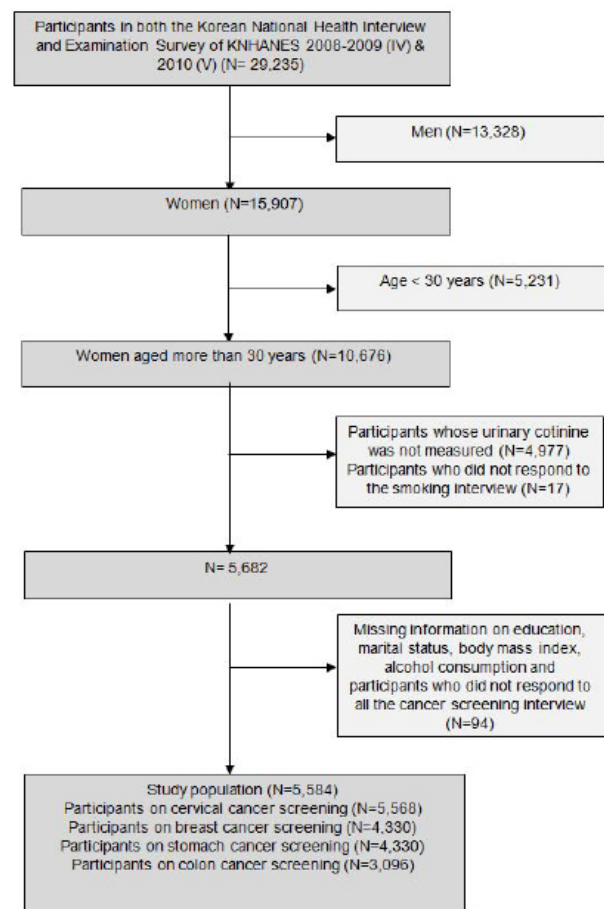 Participants in both the Korean National Health Interview
and Examination Survey of KNHANES 2008-2009 (IV) &
2010 (V) (N= 29,235)
Men (N=13,328)
Women (N=15,907)
Age < 30 years (N=5,231)
Women aged more than 30 years (N=10,676)
Participants whose urinary cotinine
was not measured (N=4,977)
Participants who did not respond to
the smoking interview (N=17)
N= 5,682
Missing information on education,
marital status, body mass index,
alcohol consumption and
participants who did not respond to
all the cancer screening interview
(N=94)
Study population (N=5,584)
Participants on cervical cancer screening (N=5,568)
Participants on breast cancer screening (N=4,330)
Participants on stomach cancer screening (N=4,330)
Participants on colon cancer screening (N=3,096)